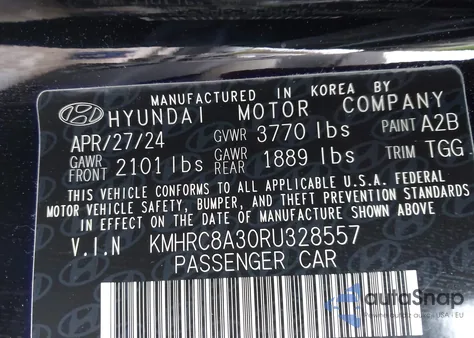 MANUFACTURED IN KOREA BY
HYUNDAI MOTOR COMPANY
APR/27/24 GVWR 3770 lbs PAINT A2B
GAWR FRONT 2101 lbs GAWR REAR 1889 lbs TRIM TGG
THIS VEHICLE CONFORMS TO ALL APPLICABLE U.S.A. FEDERAL
MOTOR VEHICLE SAFETY, BUMPER, AND THEFT PREVENTION STANDARDS
IN EFFECT ON THE DATE OF MANUFACTURE SHOWN ABOVE.
V.I.N KMHRC8A30RU328557
PASSENGER CAR
autoSnap